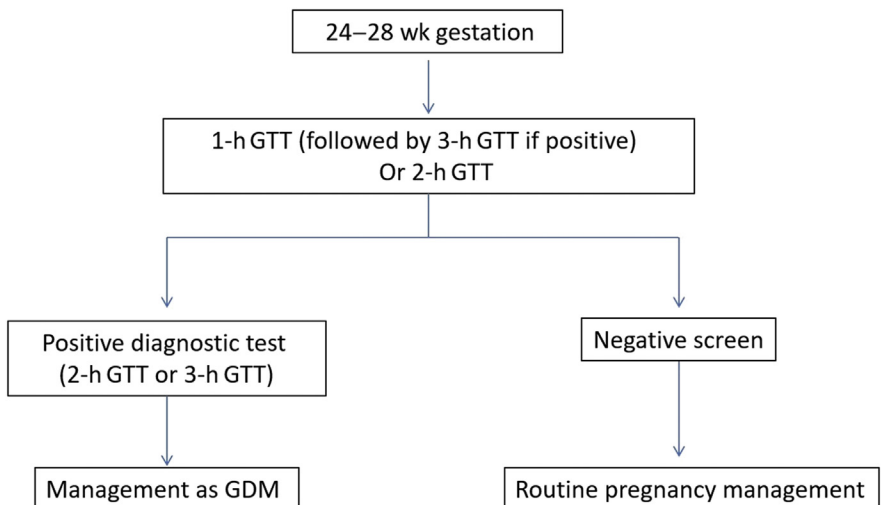 24–28 wk gestation
1-h GTT (followed by 3-h GTT if positive)
Or 2-h GTT
Positive diagnostic test
(2-h GTT or 3-h GTT)
Negative screen
Management as GDM
Routine pregnancy management